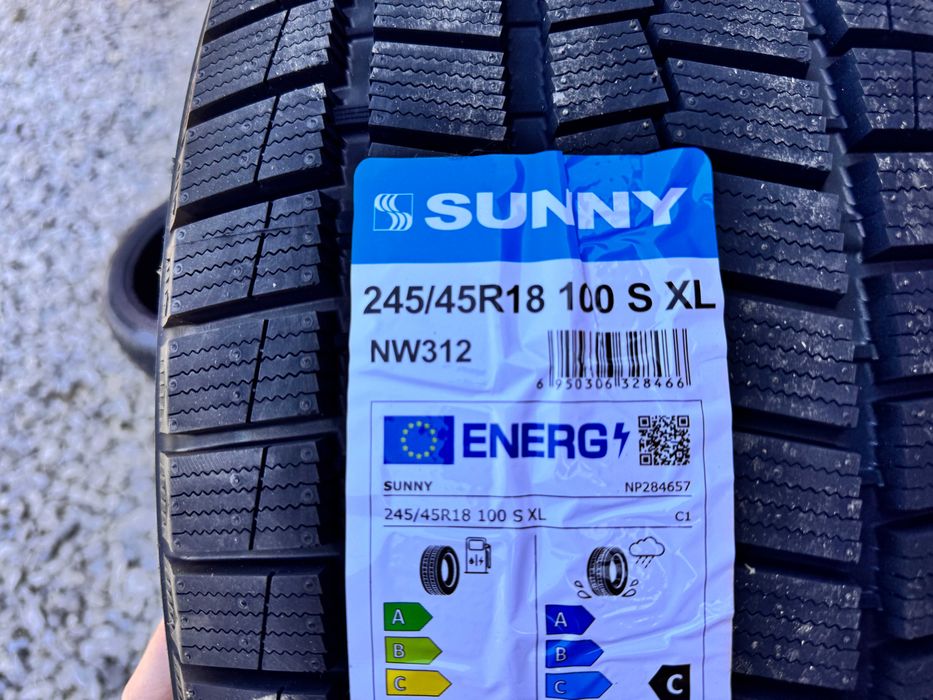 SUNNY
245/45R18 100 S XL
NW312
6 950306 328466
ENERG
SUNNY NP284657
245/45R18 100 S XL C1
A A
B B
C C C